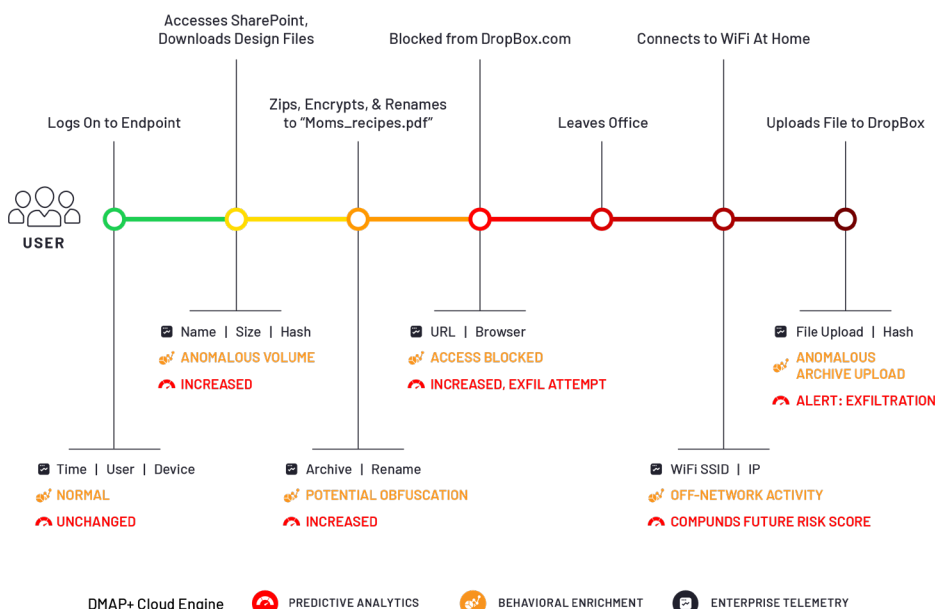 Accesses SharePoint,
Downloads Design Files
Blocked from DropBox.com
Connects to WiFi At Home
Zips, Encrypts, & Renames
to “Moms_recipes.pdf”
Logs On to Endpoint
Leaves Office
Uploads File to DropBox
USER
Name | Size | Hash
ANOMALOUS VOLUME
INCREASED
URL | Browser
ACCESS BLOCKED
INCREASED, EXFIL ATTEMPT
File Upload | Hash
ANOMALOUS
ARCHIVE UPLOAD
ALERT: EXFILTRATION
Time | User | Device
NORMAL
UNCHANGED
Archive | Rename
POTENTIAL OBFUSCATION
INCREASED
WiFi SSID | IP
OFF-NETWORK ACTIVITY
COMPUNDS FUTURE RISK SCORE
DMAP+ Cloud Engine
PREDICTIVE ANALYTICS
BEHAVIORAL ENRICHMENT
ENTERPRISE TELEMETRY